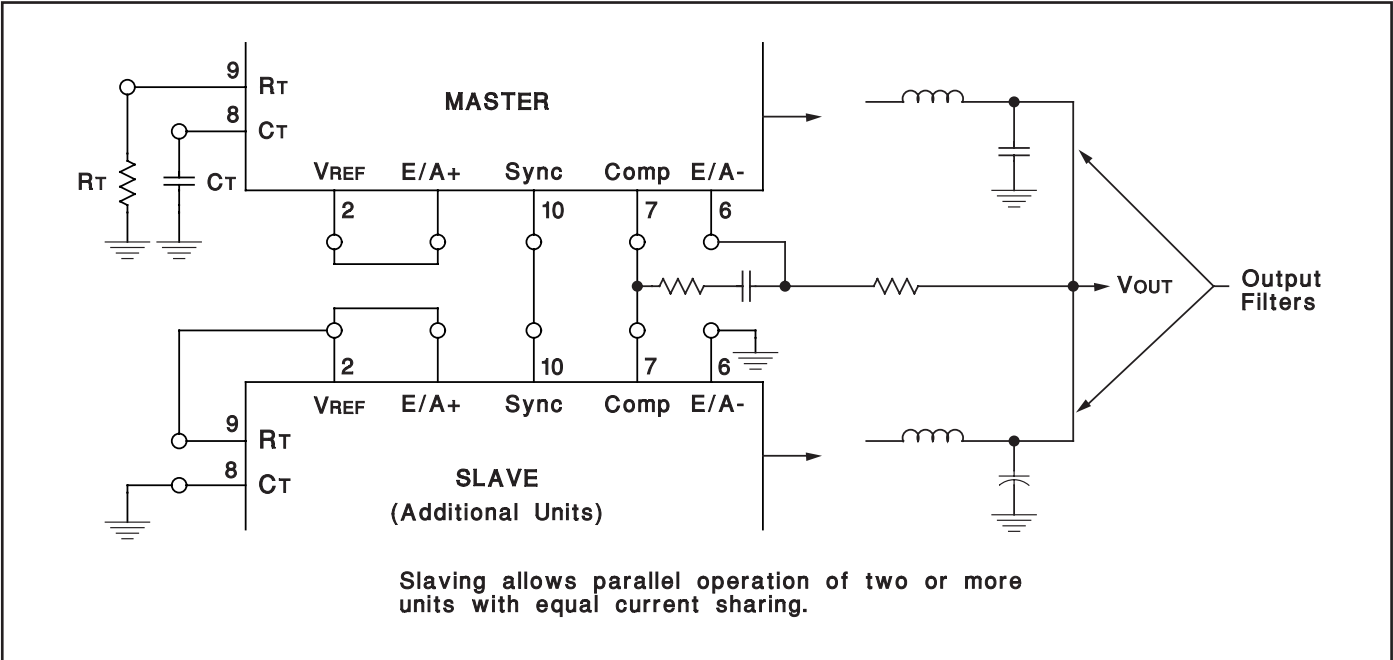 9
RT
MASTER
8
CT
RT
CT
VREF E/A+ Sync Comp E/A-
2 10 7 6
VOUT
Output
Filters
2 10 7 6
VREF E/A+ Sync Comp E/A-
9
RT
8
CT
SLAVE
(Additional Units)
Slaving allows parallel operation of two or more
units with equal current sharing.